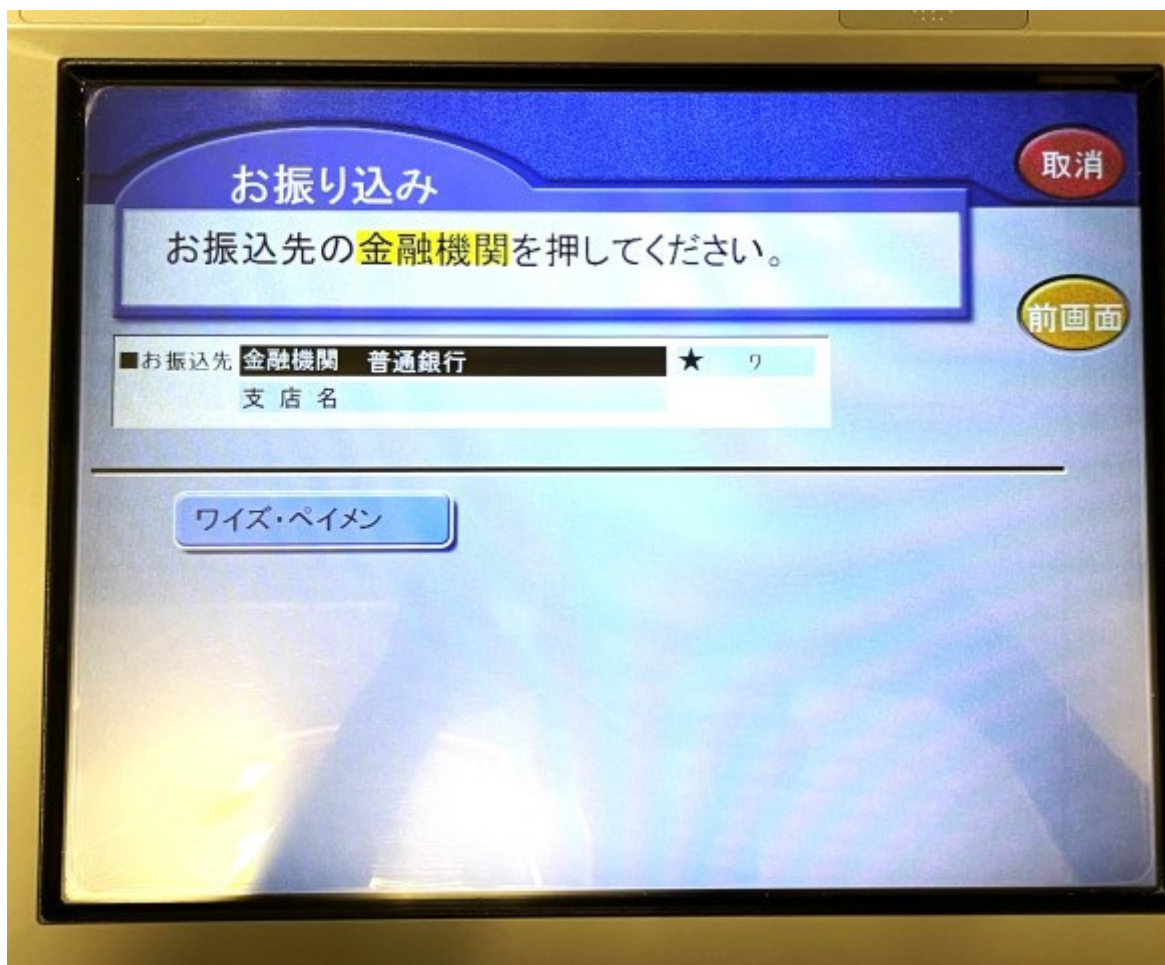 お振り込み
取消
お振込先の金融機関を押してください。
前画面
■お振込先 金融機関 普通銀行 ★ ワ
支店名
ワイズ・ペイメン